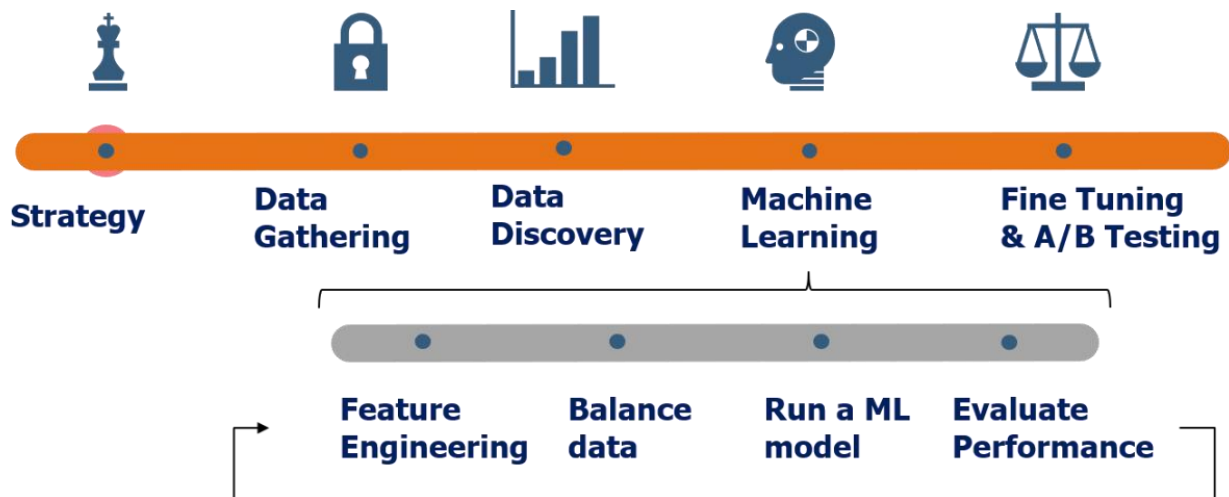 Strategy
Data
Gathering
Data
Discovery
Machine
Learning
Fine Tuning
& A/B Testing
Feature
Engineering
Balance
data
Run a ML
model
Evaluate
Performance